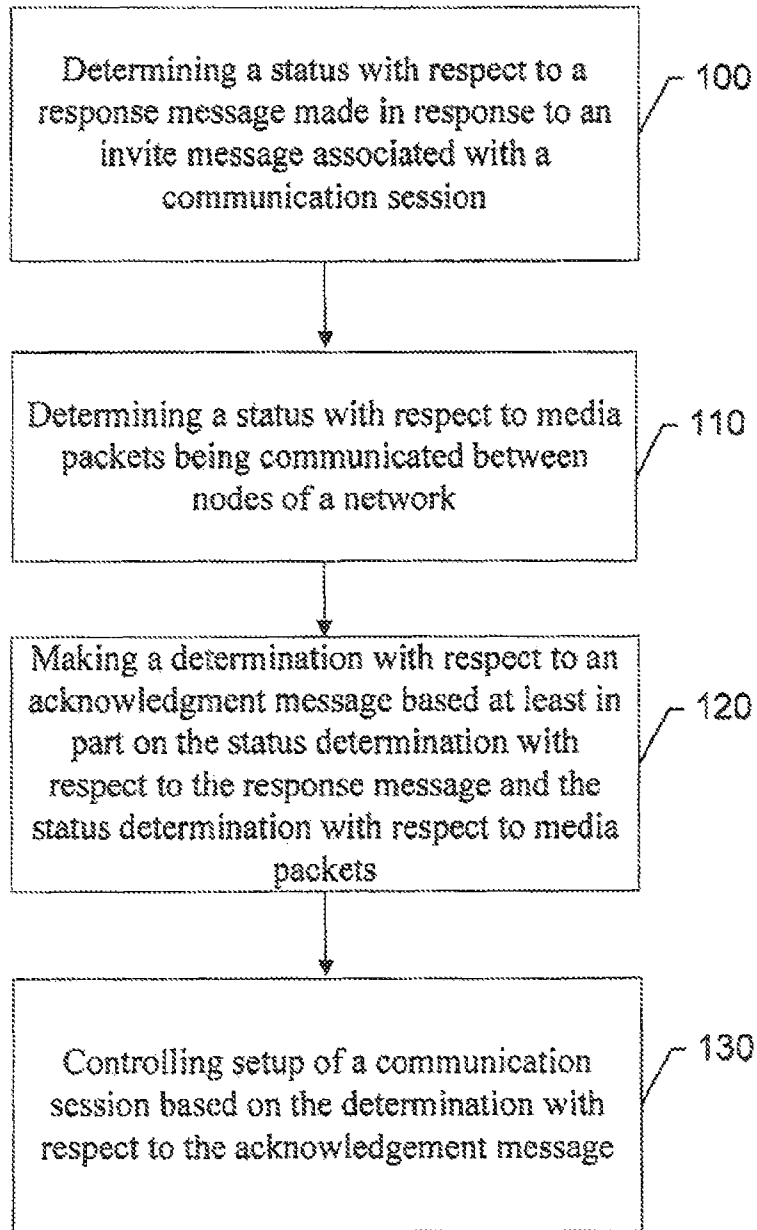 Determining a status with respect to a
response message made in response to an
invite message associated with a
communication session
100
Determining a status with respect to media
packets being communicated between
nodes of a network
110
Making a determination with respect to an
acknowledgment message based at least in
part on the status determination with
respect to the response message and the
status determination with respect to media
packets
120
Controlling setup of a communication
session based on the determination with
respect to the acknowledgement message
130